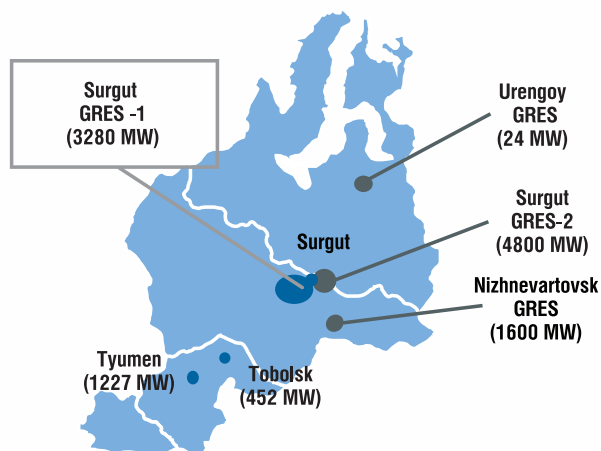 Surgut
GRES -1
(3280 MW)
Urengoy
GRES
(24 MW)
Surgut
GRES-2
(4800 MW)
Surgut
Nizhnevartovsk
GRES
(1600 MW)
Tyumen
(1227 MW)
Tobolsk
(452 MW)